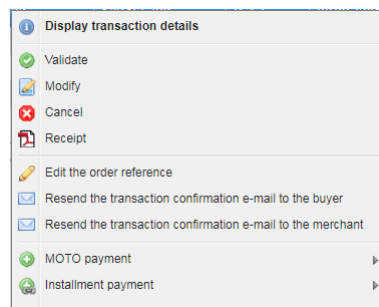 Display transaction details
Validate
Modify
Cancel
Receipt
Edit the order reference
Resend the transaction confirmation e-mail to the buyer
Resend the transaction confirmation e-mail to the merchant
MOTO payment
Installment payment